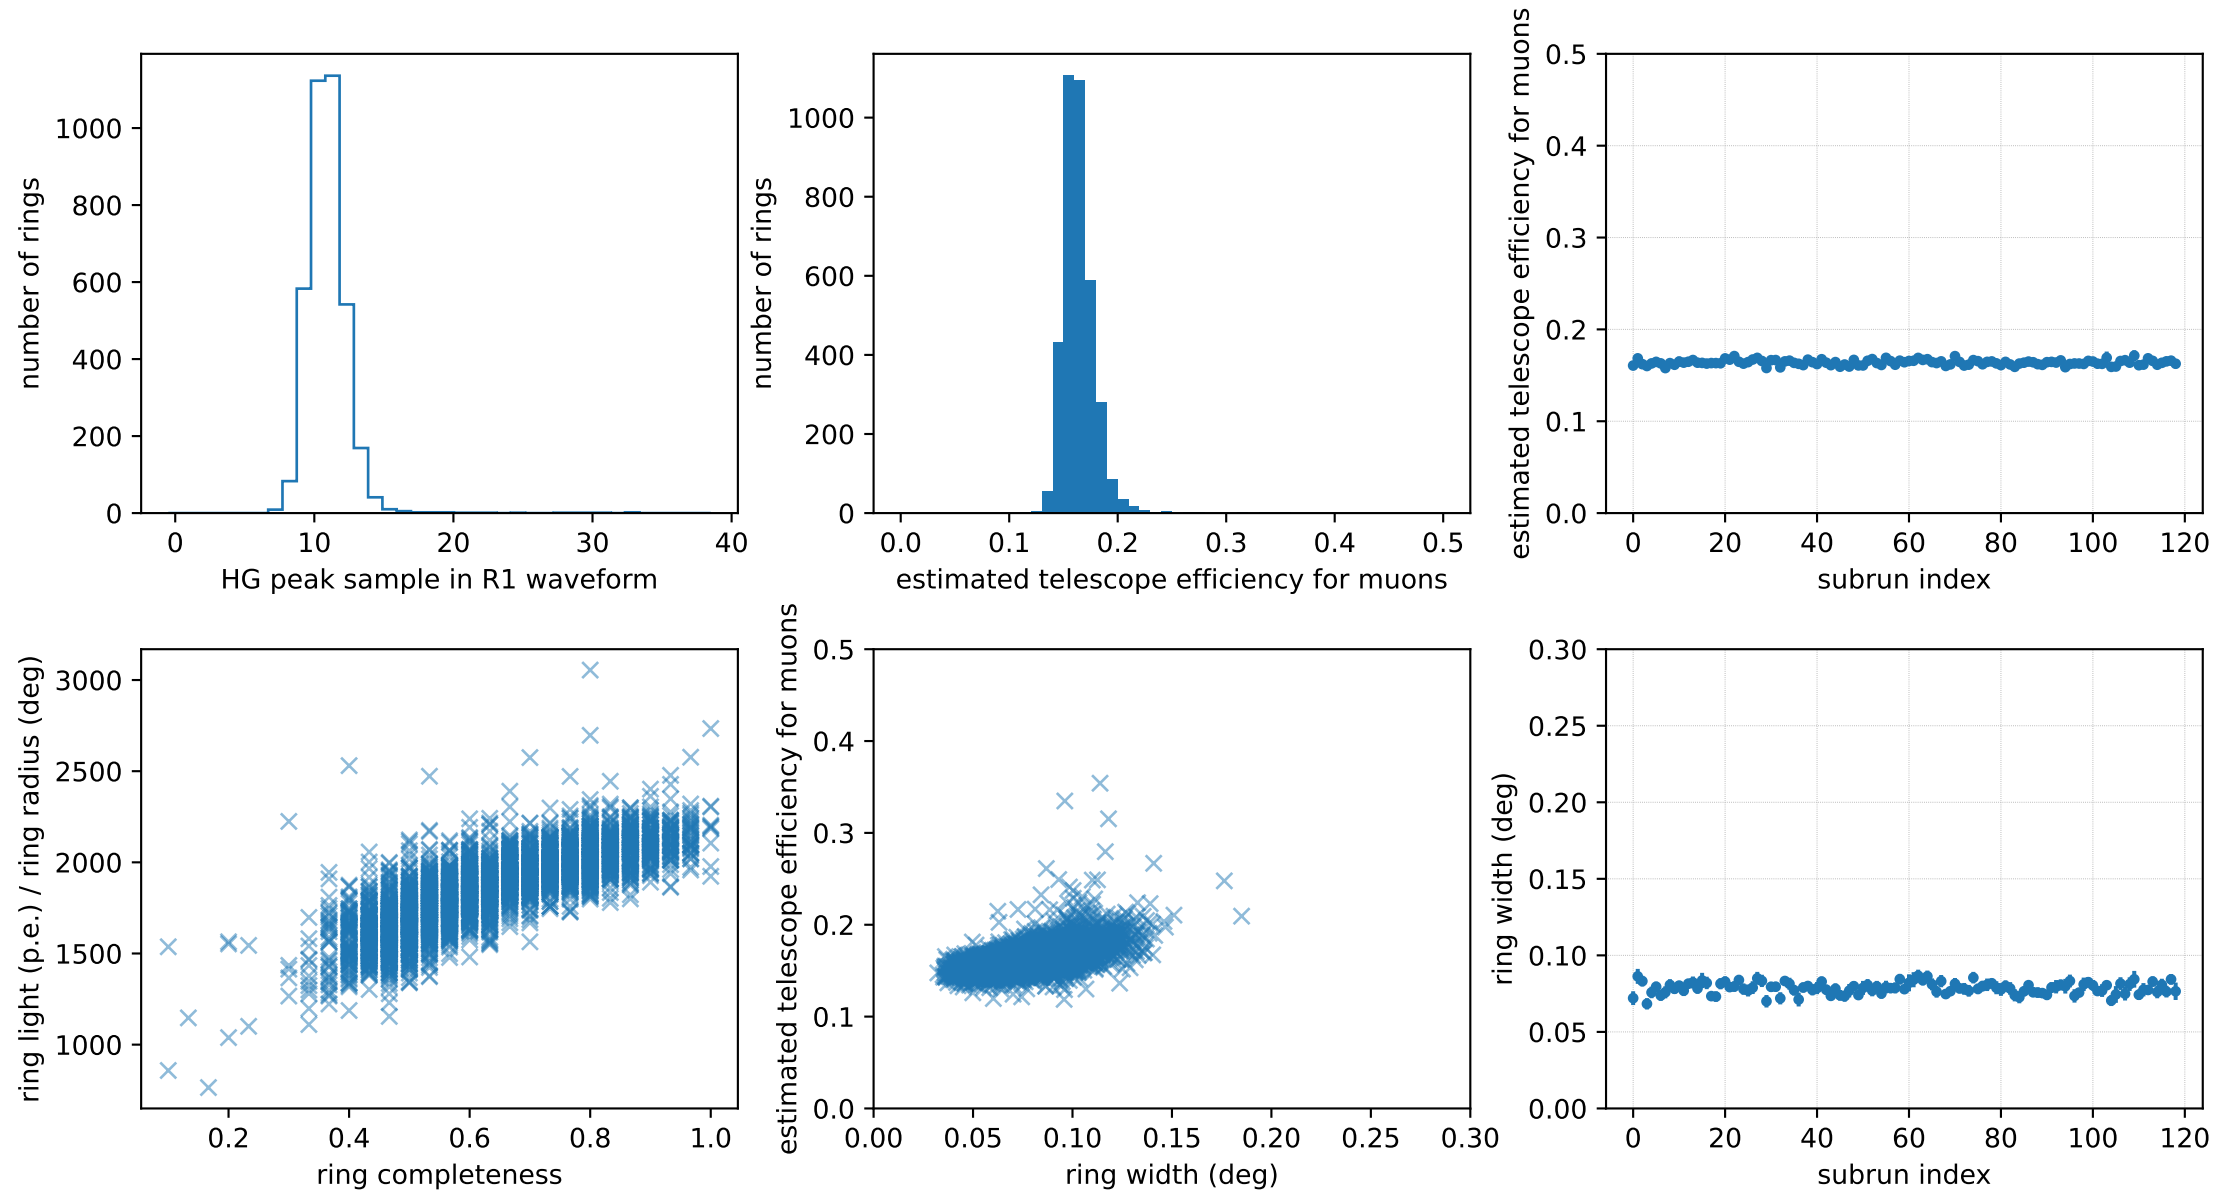 number of rings
1000
800
600
400
200
0
0 10 20 30 40
HG peak sample in R1 waveform
number of rings
1000
800
600
400
200
0
0.0 0.1 0.2 0.3 0.4 0.5
estimated telescope efficiency for muons
estimated telescope efficiency for muons
0.5
0.4
0.3
0.2
0.1
0.0
0 20 40 60 80 100 120
subrun index
ring light (p.e.) / ring radius (deg)
3000
2500
2000
1500
1000
0.2 0.4 0.6 0.8 1.0
ring completeness
estimated telescope efficiency for muons
0.5
0.4
0.3
0.2
0.1
0.0
0.00 0.05 0.10 0.15 0.20 0.25 0.30
ring width (deg)
ring width (deg)
0.30
0.25
0.20
0.15
0.10
0.05
0.00
0 20 40 60 80 100 120
subrun index